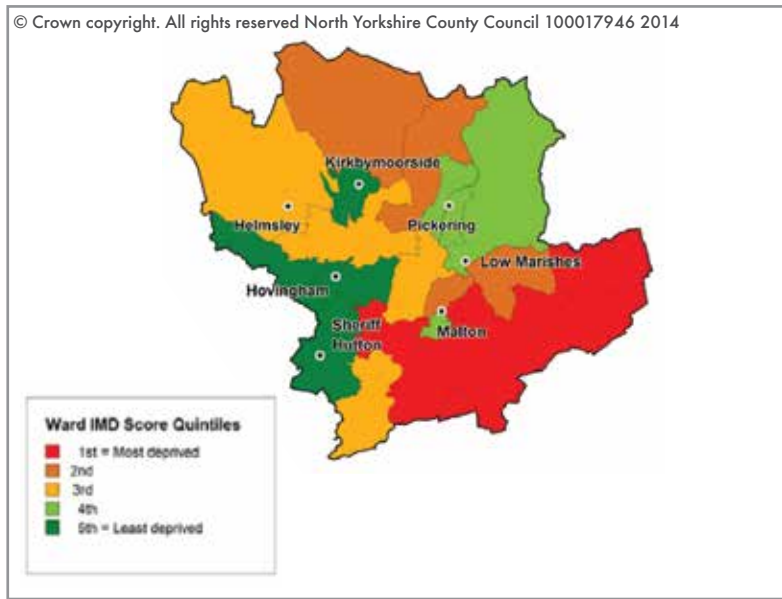 © Crown copyright. All rights reserved North Yorkshire County Council 100017946 2014
Kirkbymoorside
Helmsley
Pickering
Low Marishes
Hovingham
Sheriff
Hutton
Malton
Ward IMD Score Quintiles
1st = Most deprived
2nd
3rd
4th
5th = Least deprived